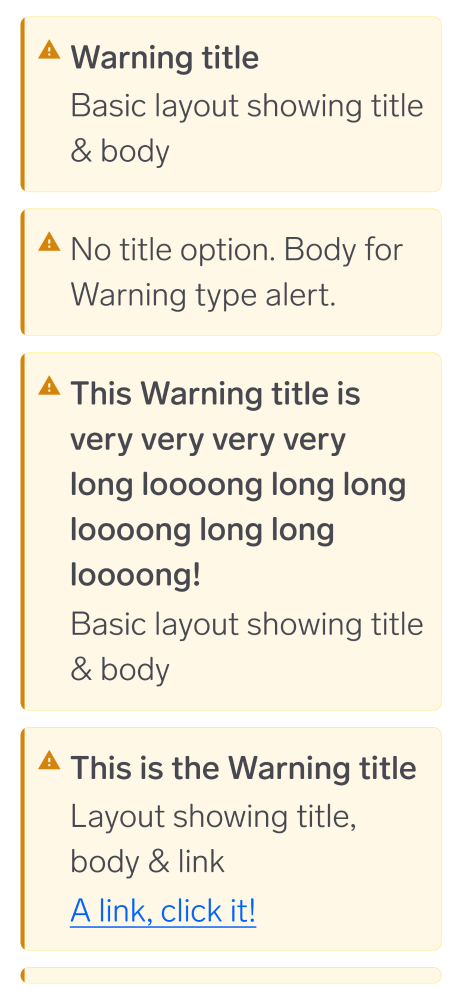 Warning title
Basic layout showing title
& body
No title option. Body for
Warning type alert.
This Warning title is
very very very very
long loooong long long
loooong long long
loooong!
Basic layout showing title
& body
This is the Warning title
Layout showing title,
body & link
A link, click it!